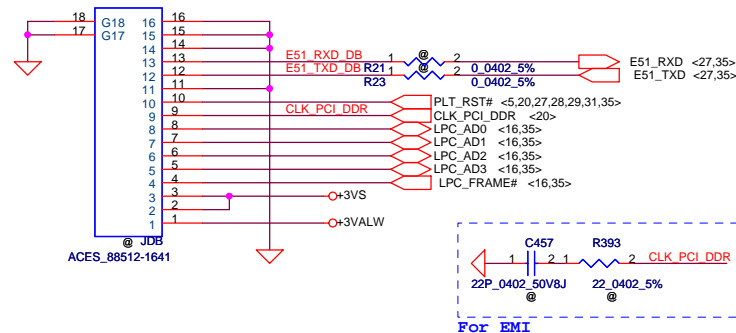 18 G18 16 16
17 G17 15 15
14 14
13 13 E51_RXD_DB 1 @ 2 E51_RXD <27,35>
12 12 E51_TXD_DB R21 1 @ 2 0_0402_5% E51_TXD <27,35>
11 11 R23 0_0402_5%
10 10 PLT_RST# <5,20,27,28,29,31,35>
9 9 CLK_PCI_DDR CLK_PCI_DDR <20>
8 8 LPC_AD0 <16,35>
7 7 LPC_AD1 <16,35>
6 6 LPC_AD2 <16,35>
5 5 LPC_AD3 <16,35>
4 4 LPC_FRAME# <16,35>
3 3 +3VS
2 2
1 1 +3VALW
@ JDB
ACES_88512-1641
C457 R393
1 2 1 2 CLK_PCI_DDR
22P_0402_50V8J 22_0402_5%
@ @
For EMI